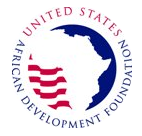 UNITED STATES
AFRICAN DEVELOPMENT FOUNDATION